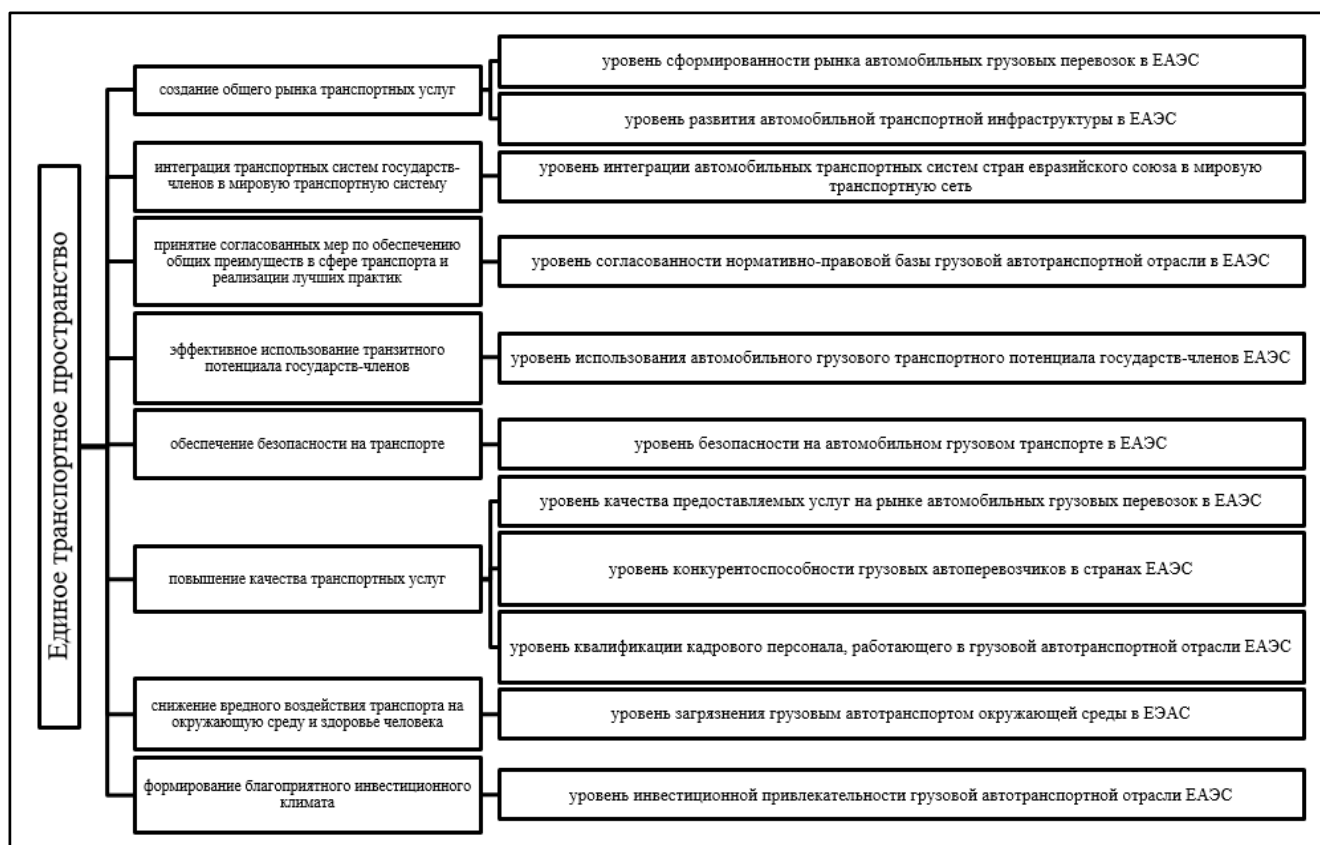 Единое транспортное пространство
создание общего рынка транспортных услуг
уровень сформированности рынка автомобильных грузовых перевозок в ЕАЭС
уровень развития автомобильной транспортной инфраструктуры в ЕАЭС
интеграция транспортных систем государств-
членов в мировую транспортную систему
уровень интеграции автомобильных транспортных систем стран евразийского союза в мировую
транспортную сеть
принятие согласованных мер по обеспечению
общих преимуществ в сфере транспорта и
реализации лучших практик
уровень согласованности нормативно-правовой базы грузовой автотранспортной отрасли в ЕАЭС
эффективное использование транзитного
потенциала государств-членов
уровень использования автомобильного грузового транспортного потенциала государств-членов ЕАЭС
обеспечение безопасности на транспорте
уровень безопасности на автомобильном грузовом транспорте в ЕАЭС
повышение качества транспортных услуг
уровень качества предоставляемых услуг на рынке автомобильных грузовых перевозок в ЕАЭС
уровень конкурентоспособности грузовых автоперевозчиков в странах ЕАЭС
уровень квалификации кадрового персонала, работающего в грузовой автотранспортной отрасли ЕАЭС
снижение вредного воздействия транспорта на
окружающую среду и здоровье человека
уровень загрязнения грузовым автотранспортом окружающей среды в ЕЭАС
формирование благоприятного инвестиционного
климата
уровень инвестиционной привлекательности грузовой автотранспортной отрасли ЕАЭС